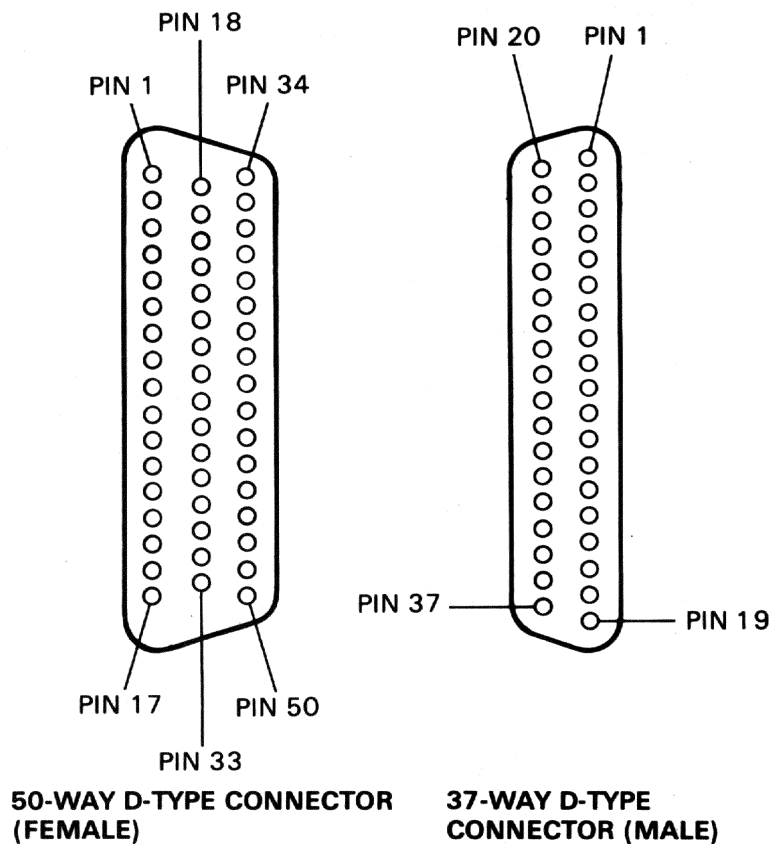 PIN 18
PIN 20
PIN 1
PIN 1
PIN 34
PIN 37
PIN 19
PIN 17
PIN 50
PIN 33
50-WAY D-TYPE CONNECTOR
(FEMALE)
37-WAY D-TYPE
CONNECTOR (MALE)